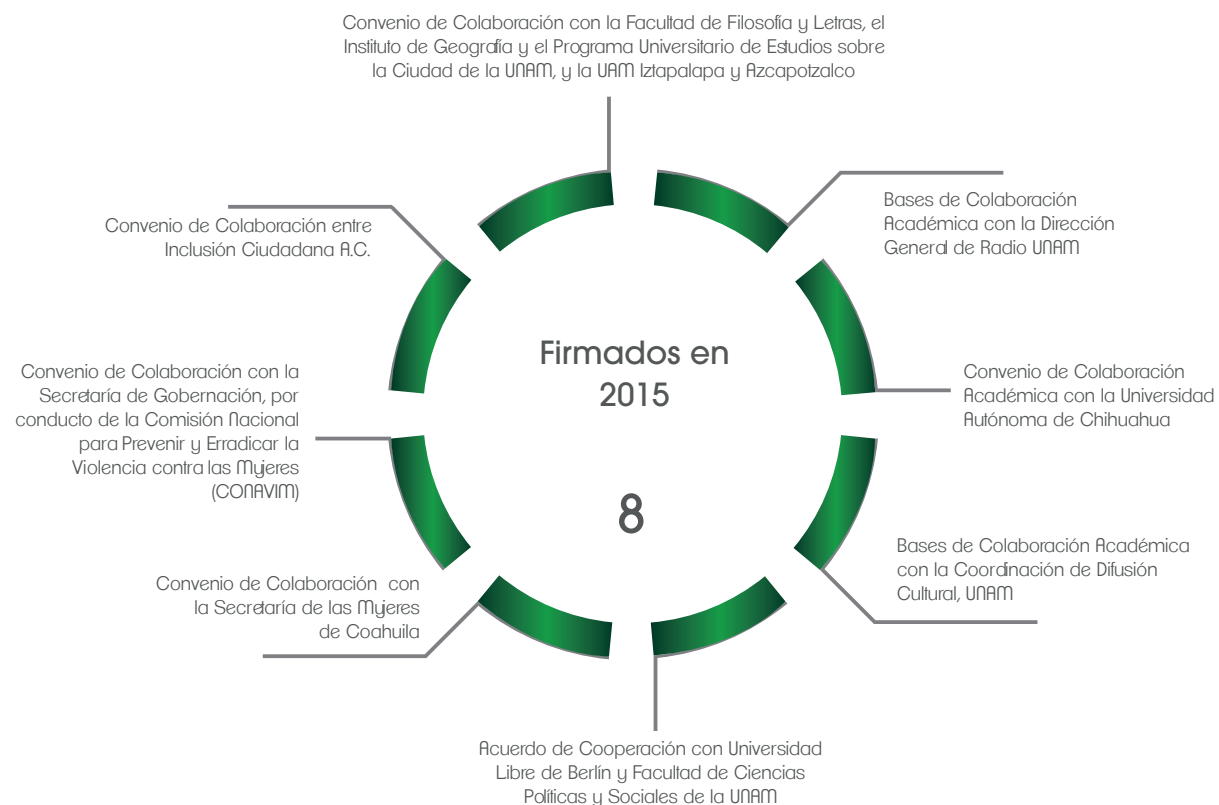 Convenio de Colaboración con la Facultad de Filosofía y Letras, el
Instituto de Geografía y el Programa Universitario de Estudios sobre
la Ciudad de la UNAM, y la UAM Iztapalapa y Azcapotzalco
Bases de Colaboración
Académica con la Dirección
General de Radio UNAM
Convenio de Colaboración
Académica con la Universidad
Autónoma de Chihuahua
Bases de Colaboración Académica
con la Coordinación de Difusión
Cultural, UNAM
Acuerdo de Cooperación con Universidad
Libre de Berlín y Facultad de Ciencias
Políticas y Sociales de la UNAM
Convenio de Colaboración con
la Secretaría de las Mujeres
de Coahuila
Convenio de Colaboración con la
Secretaría de Gobernación, por
conducto de la Comisión Nacional
para Prevenir y Erradicar la
Violencia contra las Mujeres
(CONAVIM)
Convenio de Colaboración entre
Inclusión Ciudadana A.C.
Firmados en
2015
8